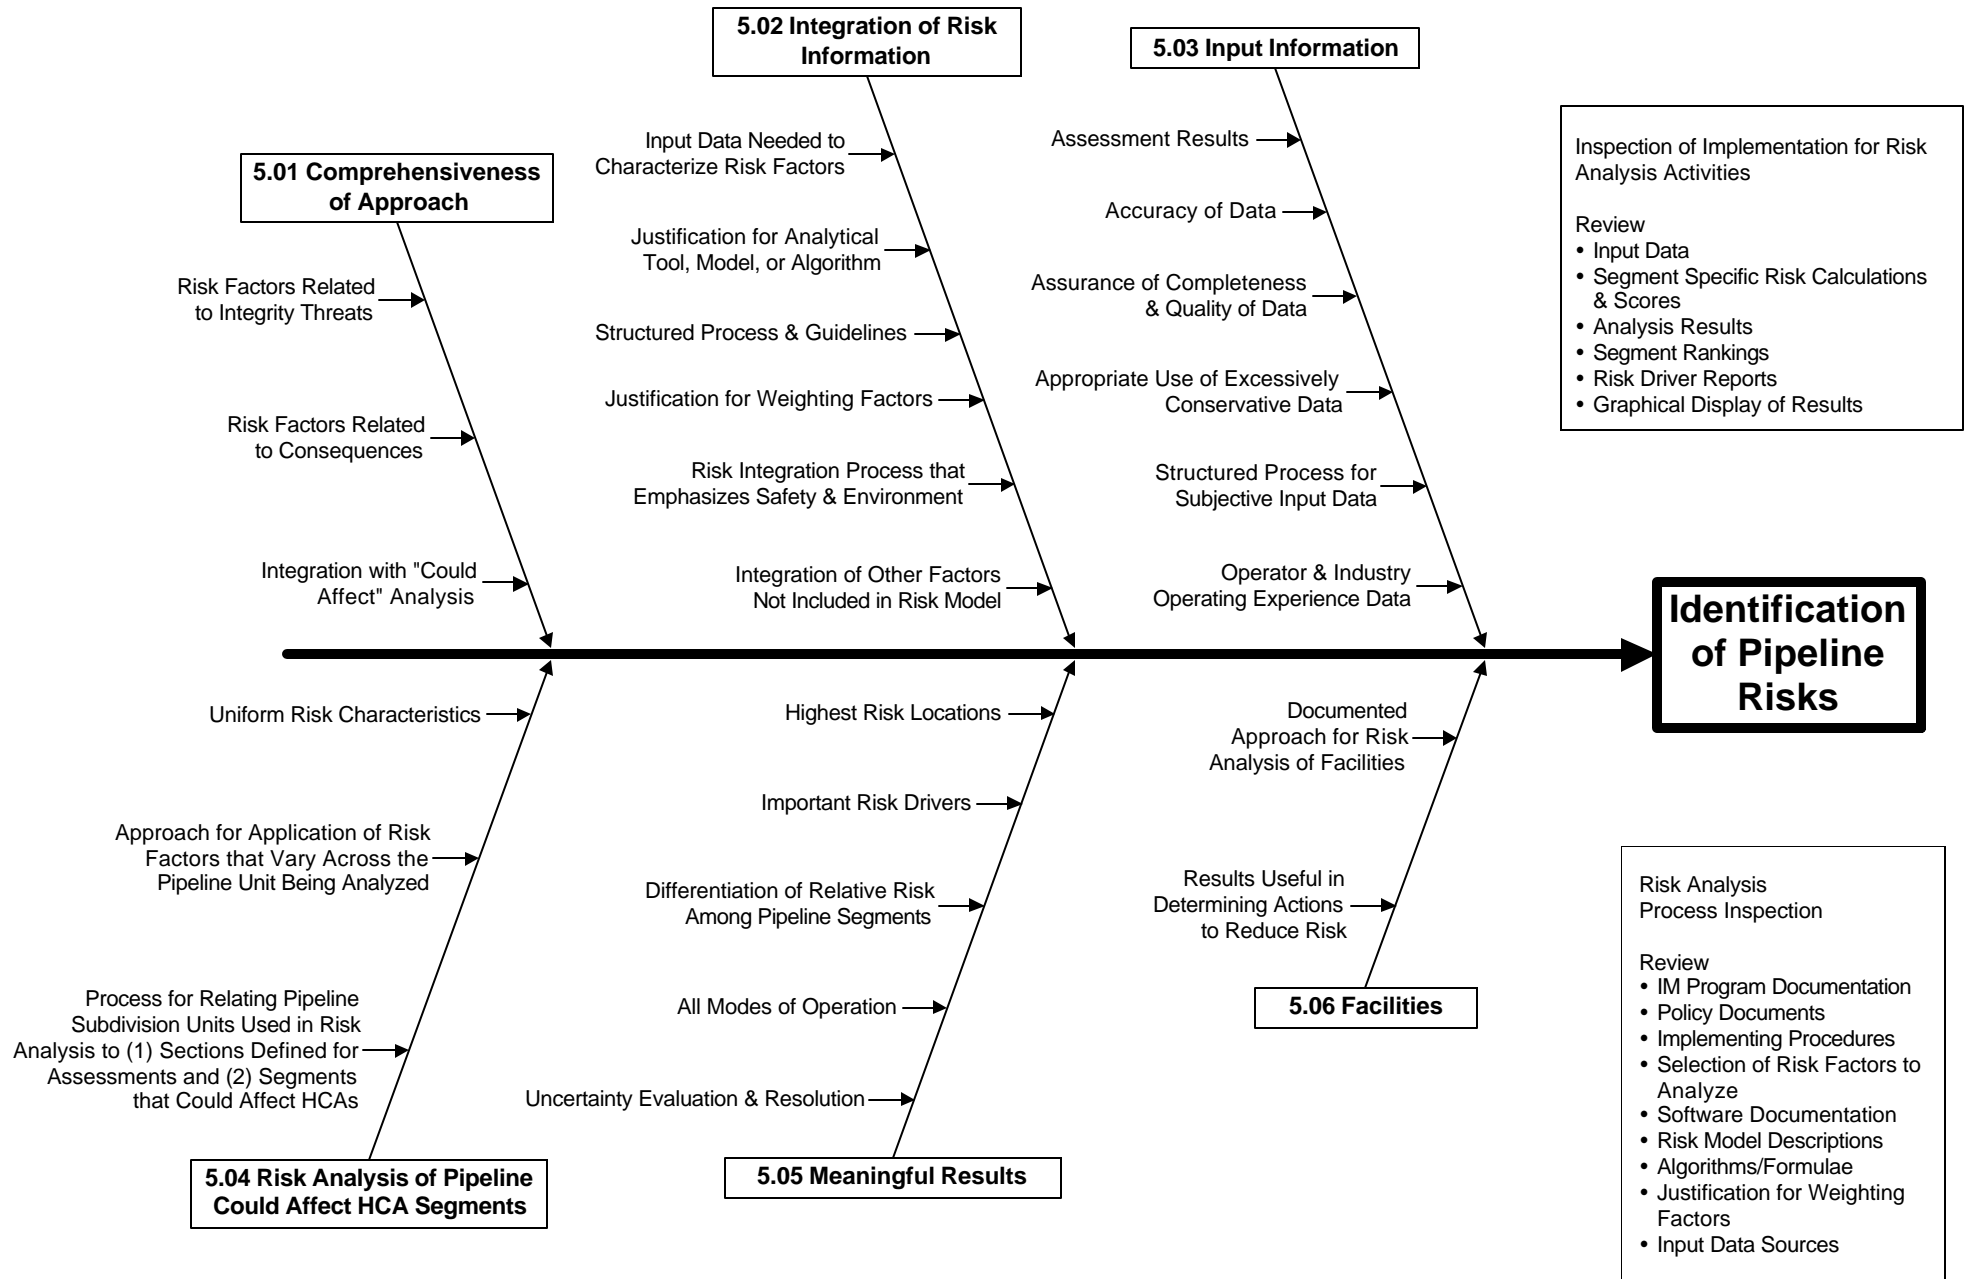 5.01 Comprehensiveness
of Approach
Risk Factors Related
to Integrity Threats
Risk Factors Related
to Consequences
Integration with "Could
Affect" Analysis
5.02 Integration of Risk
Information
Input Data Needed to
Characterize Risk Factors
Justification for Analytical
Tool, Model, or Algorithm
Structured Process & Guidelines
Justification for Weighting Factors
Risk Integration Process that
Emphasizes Safety & Environment
Integration of Other Factors
Not Included in Risk Model
5.03 Input Information
Assessment Results
Accuracy of Data
Assurance of Completeness
& Quality of Data
Appropriate Use of Excessively
Conservative Data
Structured Process for
Subjective Input Data
Operator & Industry
Operating Experience Data
Inspection of Implementation for Risk
Analysis Activities
Review
• Input Data
• Segment Specific Risk Calculations
& Scores
• Analysis Results
• Segment Rankings
• Risk Driver Reports
• Graphical Display of Results
Identification
of Pipeline
Risks
Uniform Risk Characteristics
Approach for Application of Risk
Factors that Vary Across the
Pipeline Unit Being Analyzed
Process for Relating Pipeline
Subdivision Units Used in Risk
Analysis to (1) Sections Defined for
Assessments and (2) Segments
that Could Affect HCAs
5.04 Risk Analysis of Pipeline
Could Affect HCA Segments
Highest Risk Locations
Important Risk Drivers
Differentiation of Relative Risk
Among Pipeline Segments
All Modes of Operation
Uncertainty Evaluation & Resolution
5.05 Meaningful Results
Documented
Approach for Risk
Analysis of Facilities
Results Useful in
Determining Actions
to Reduce Risk
5.06 Facilities
Risk Analysis
Process Inspection
Review
• IM Program Documentation
• Policy Documents
• Implementing Procedures
• Selection of Risk Factors to
Analyze
• Software Documentation
• Risk Model Descriptions
• Algorithms/Formulae
• Justification for Weighting
Factors
• Input Data Sources